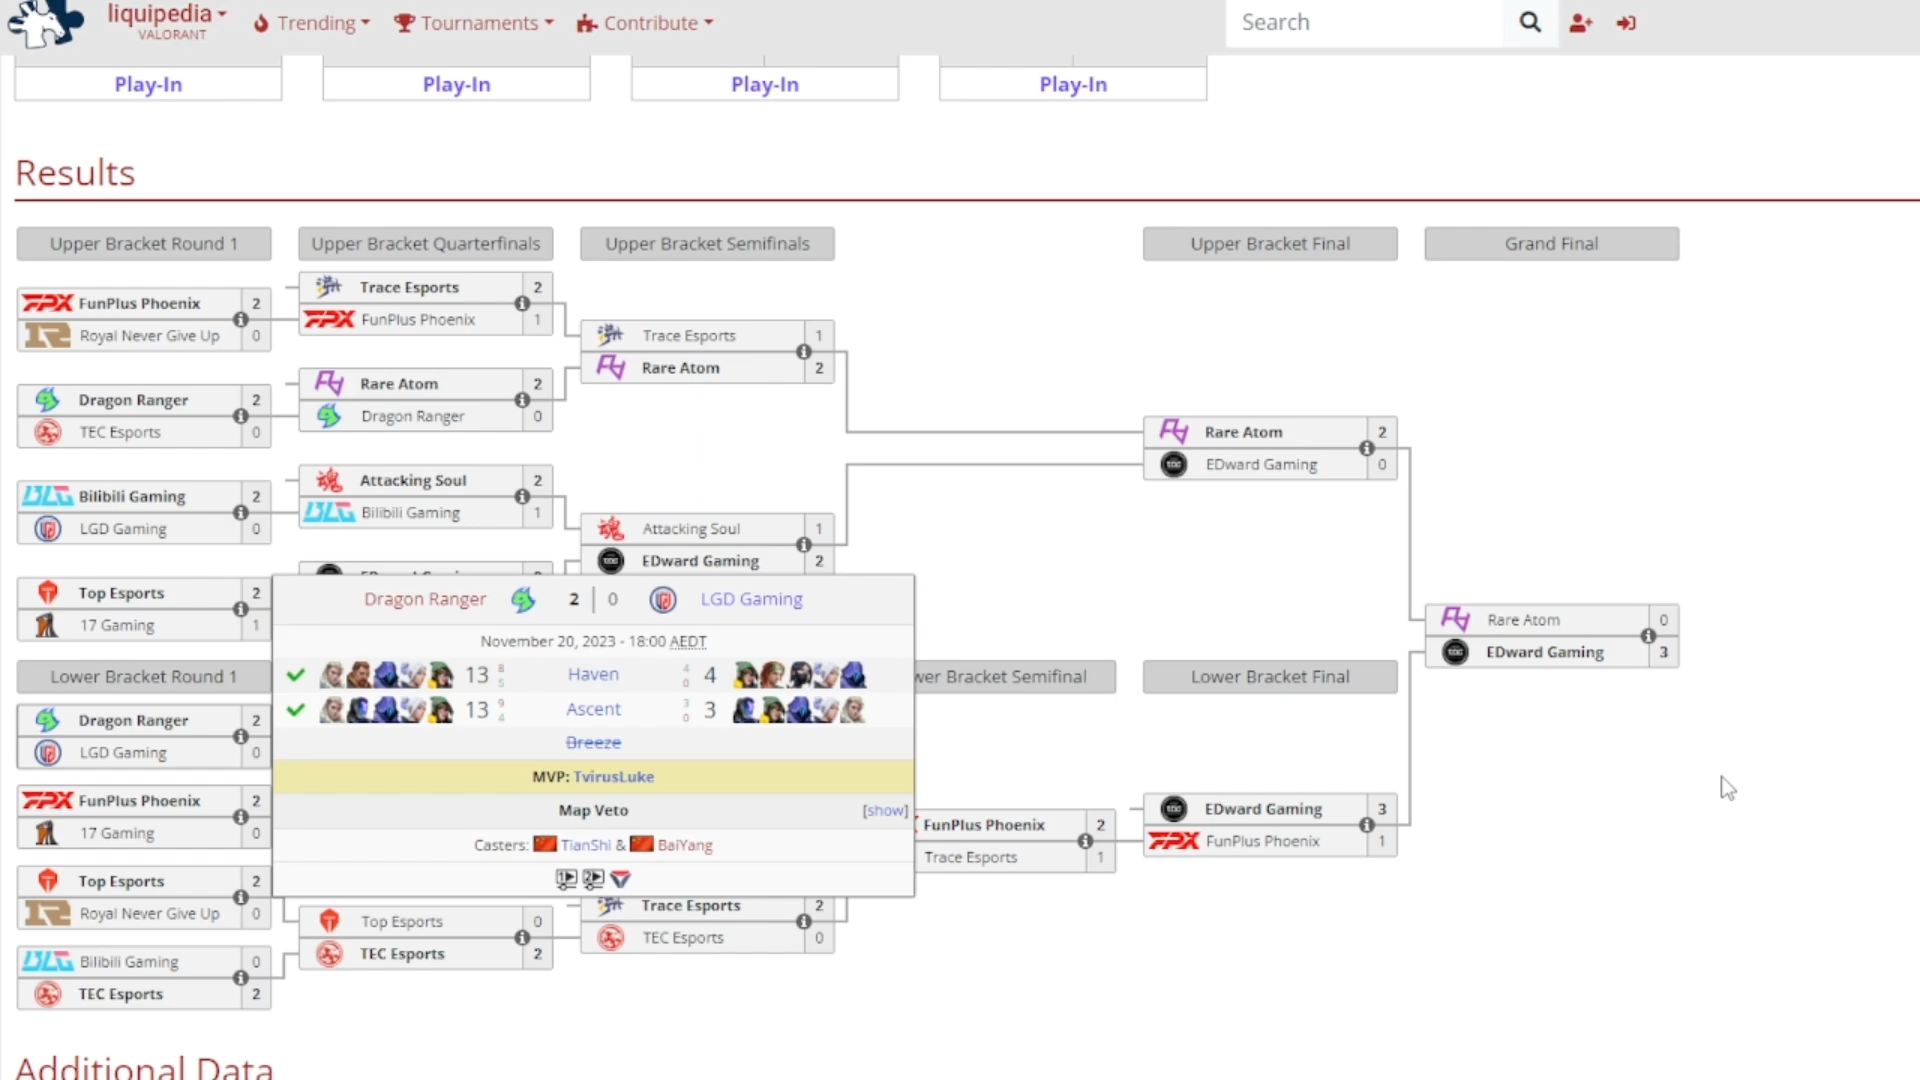 liquipedia
VALORANT
Trending
Tournaments
Contribute
Search
Play-In
Play-In
Play-In
Play-In
Results
Upper Bracket Round 1
Upper Bracket Quarterfinals
Upper Bracket Semifinals
Upper Bracket Final
Grand Final
FunPlus Phoenix 2
Royal Never Give Up 0
Dragon Ranger 2
TEC Esports 0
Bilibili Gaming 2
LGD Gaming 0
Top Esports 2
17 Gaming 1
Trace Esports 2
FunPlus Phoenix 1
Rare Atom 2
Dragon Ranger 0
Attacking Soul 2
Bilibili Gaming 1
Trace Esports 1
Rare Atom 2
Attacking Soul 1
EDward Gaming 2
Rare Atom 2
EDward Gaming 0
Rare Atom 0
EDward Gaming 3
Dragon Ranger 2 0 LGD Gaming
November 20, 2023 - 18:00 AEDT
13 8 5 Haven 4 0 4
13 9 4 Ascent 3 0 3
Breeze
MVP: TvirusLuke
Map Veto [show]
Casters: TianShi & BaiYang
Lower Bracket Round 1
wer Bracket Semifinal
Lower Bracket Final
Dragon Ranger 2
LGD Gaming 0
FunPlus Phoenix 2
17 Gaming 0
Top Esports 2
Royal Never Give Up 0
Bilibili Gaming 0
TEC Esports 2
Top Esports 0
TEC Esports 2
Trace Esports 2
TEC Esports 0
FunPlus Phoenix 2
Trace Esports 1
EDward Gaming 3
FunPlus Phoenix 1
Additional Data